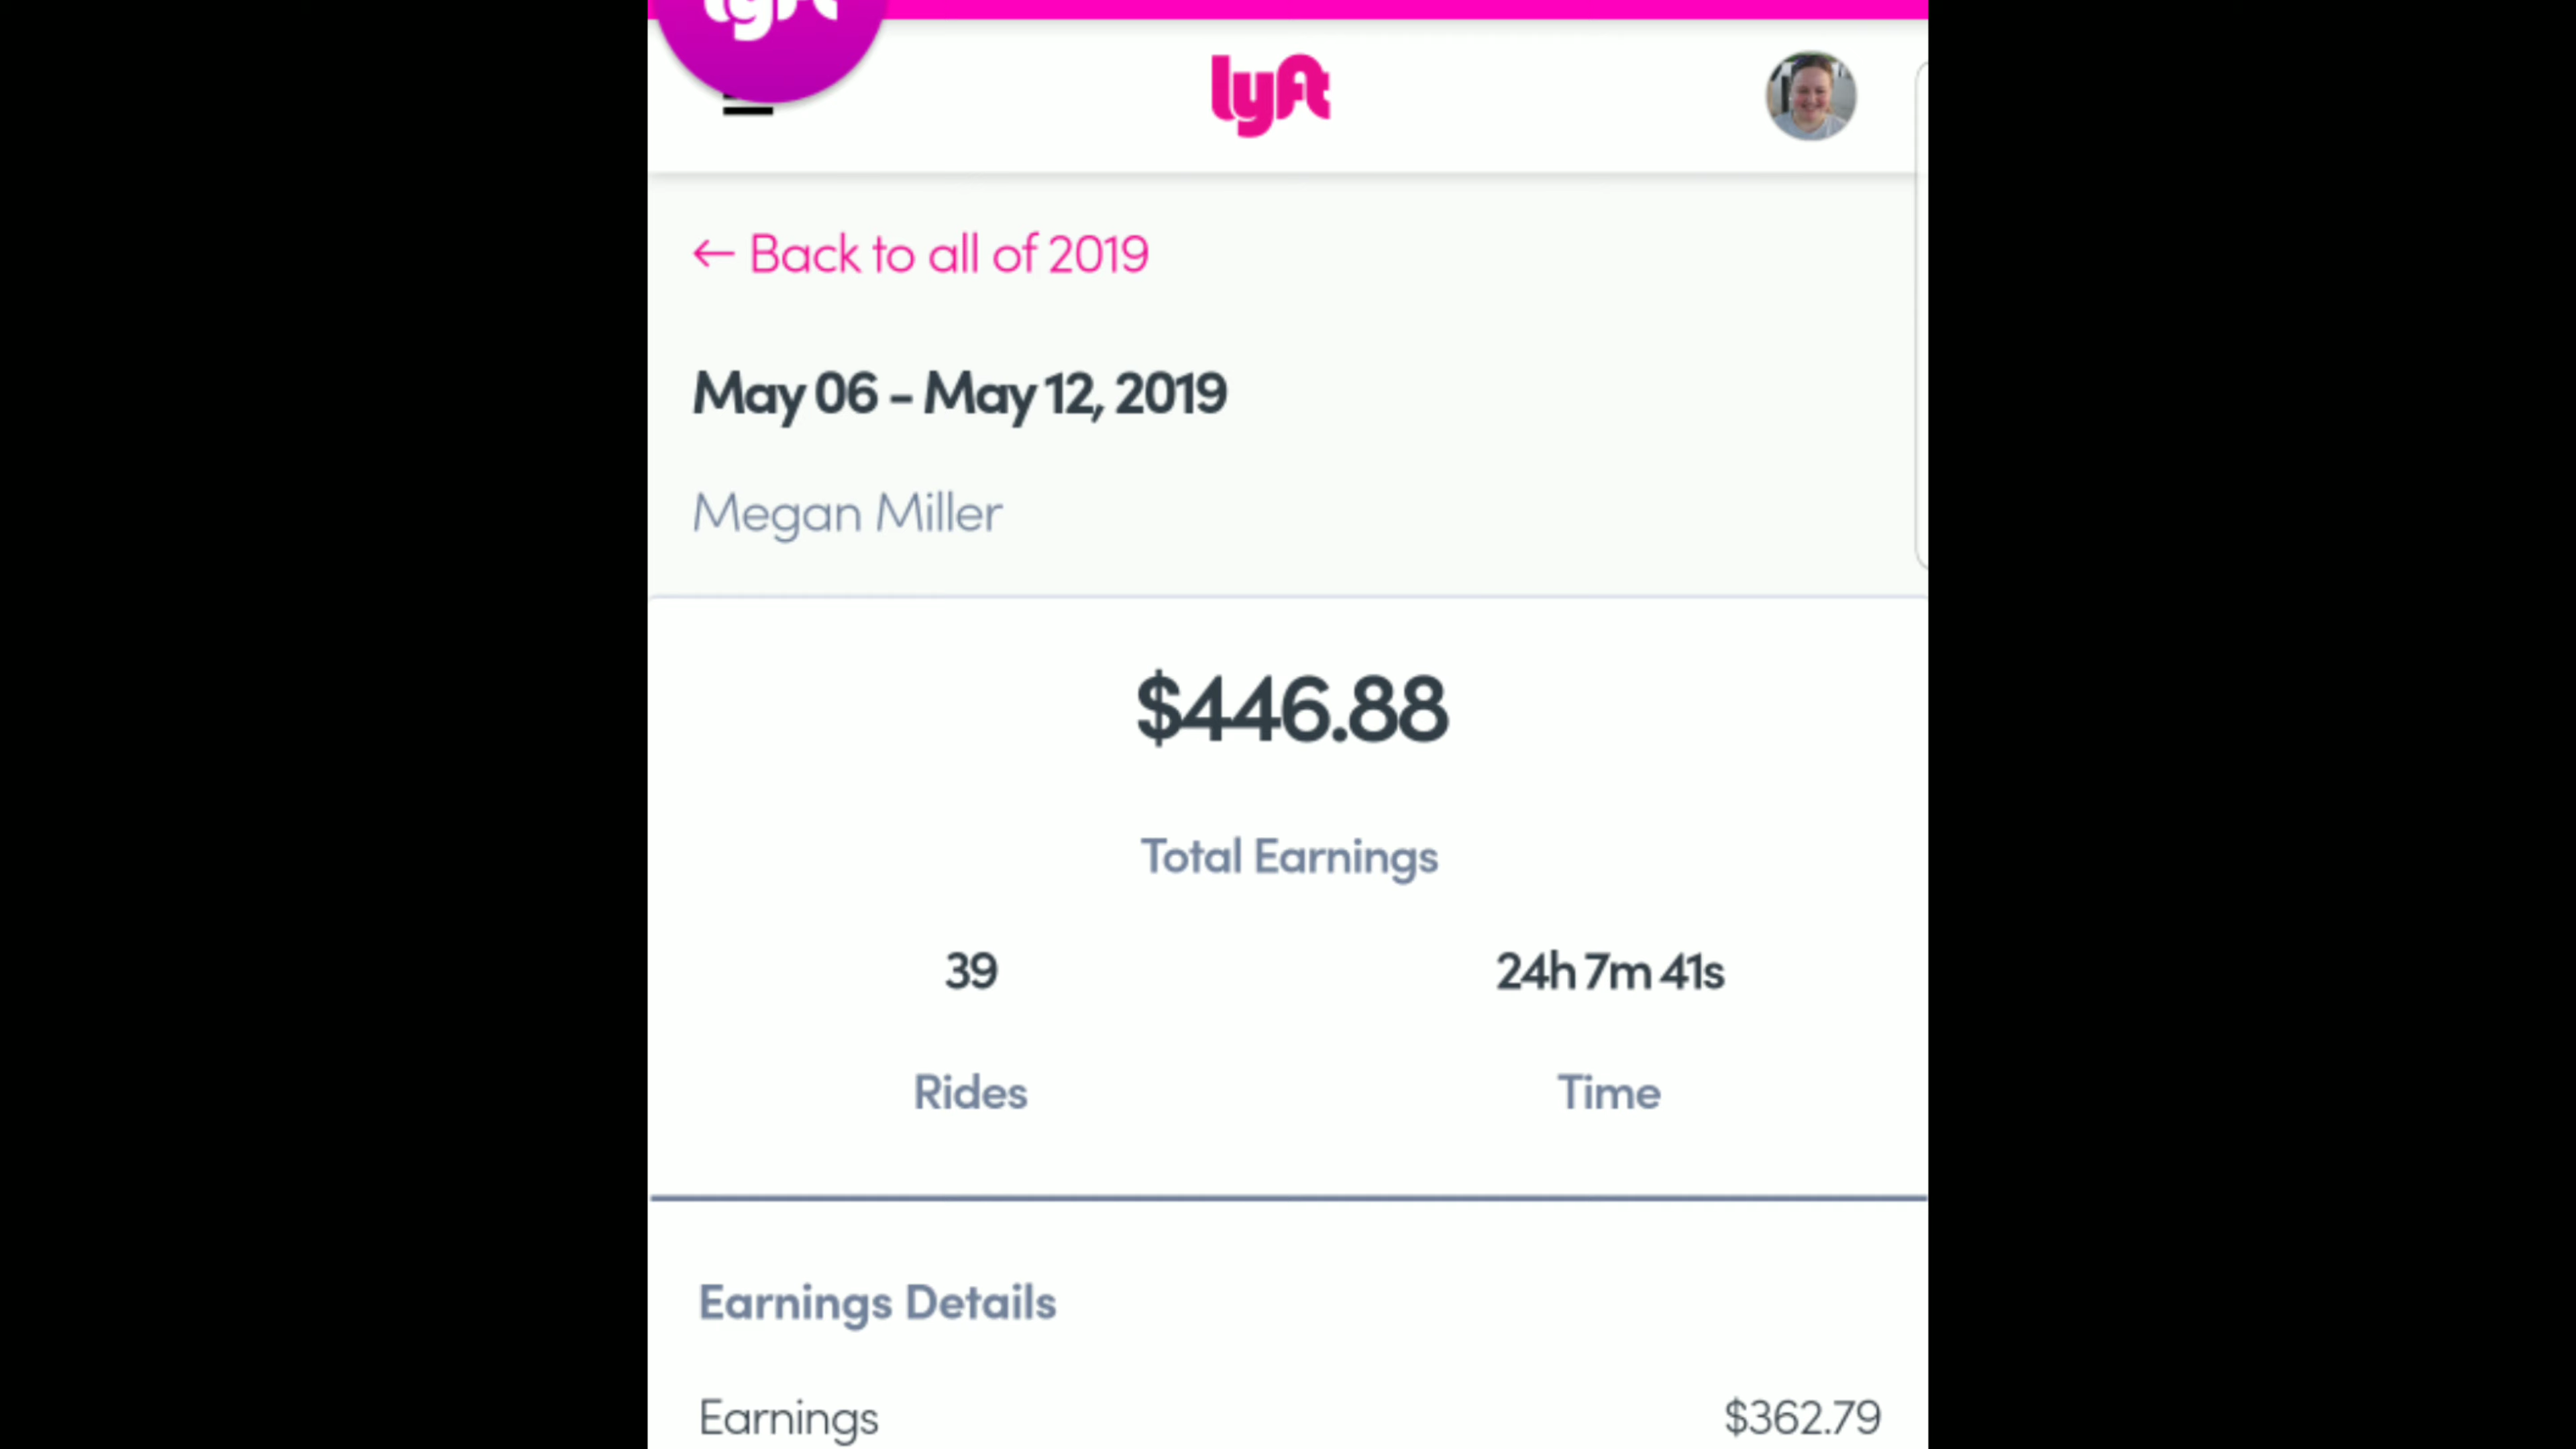 lyft
lyft
← Back to all of 2019
May 06 - May 12, 2019
Megan Miller
$446.88
Total Earnings
39
24h 7m 41s
Rides
Time
Earnings Details
Earnings
$362.79